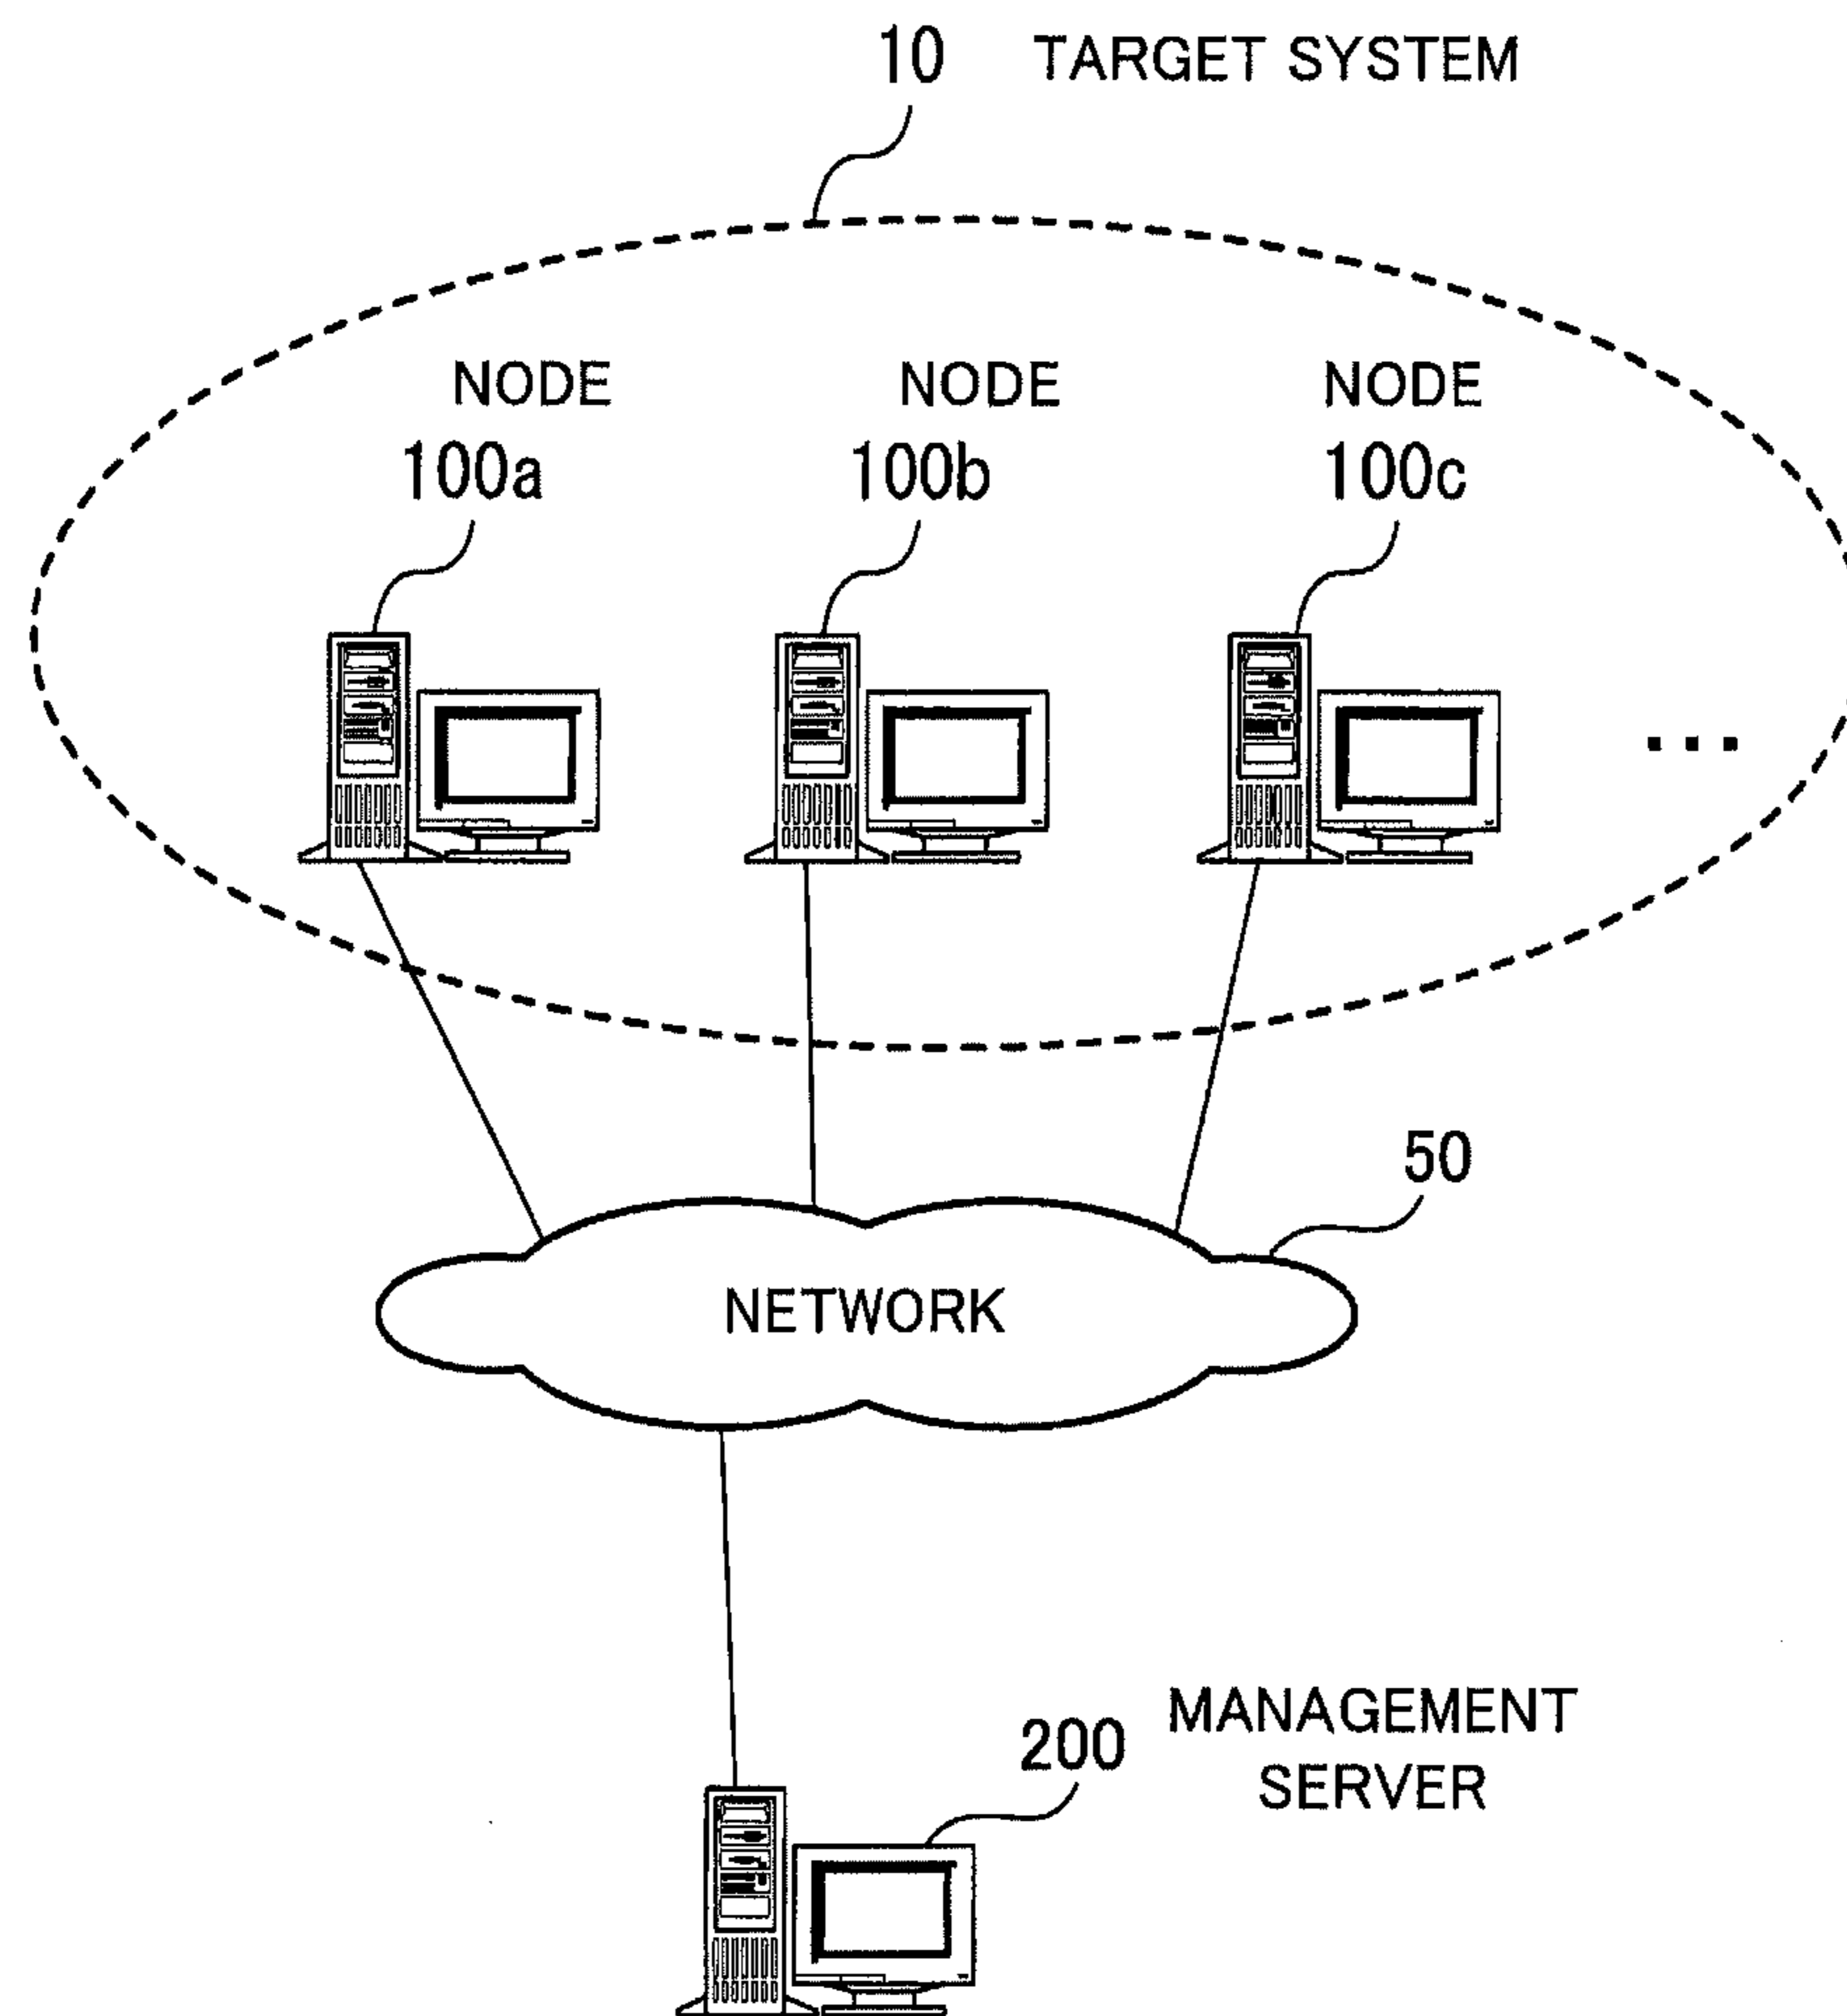 10 TARGET SYSTEM
NODE NODE NODE
100a 100b 100c
...
50
NETWORK
200 MANAGEMENT
SERVER